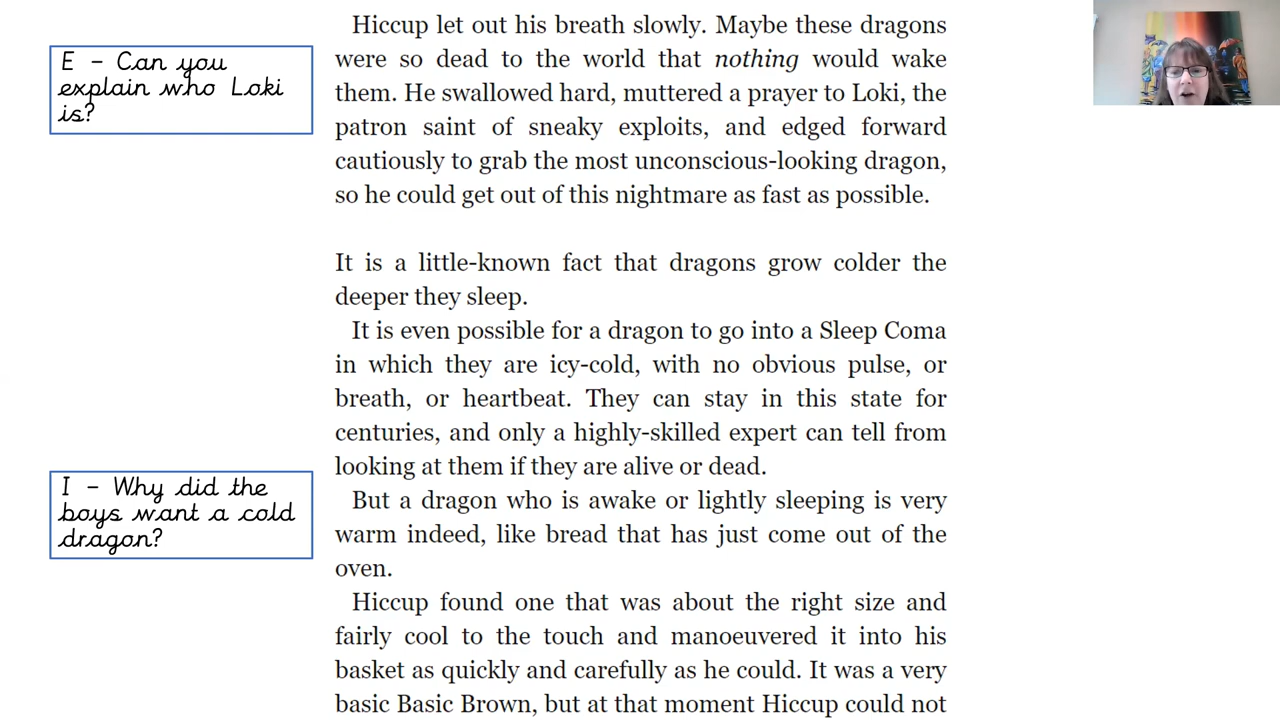 E - Can you
explain who Loki
is?
Hiccup let out his breath slowly. Maybe these dragons
were so dead to the world that nothing would wake
them. He swallowed hard, muttered a prayer to Loki, the
patron saint of sneaky exploits, and edged forward
cautiously to grab the most unconscious-looking dragon,
so he could get out of this nightmare as fast as possible.
It is a little-known fact that dragons grow colder the
deeper they sleep.
It is even possible for a dragon to go into a Sleep Coma
in which they are icy-cold, with no obvious pulse, or
breath, or heartbeat. They can stay in this state for
centuries, and only a highly-skilled expert can tell from
looking at them if they are alive or dead.
I - Why did the
boys want a cold
dragon?
But a dragon who is awake or lightly sleeping is very
warm indeed, like bread that has just come out of the
oven.
Hiccup found one that was about the right size and
fairly cool to the touch and manoeuvered it into his
basket as quickly and carefully as he could. It was a very
basic Basic Brown, but at that moment Hiccup could not